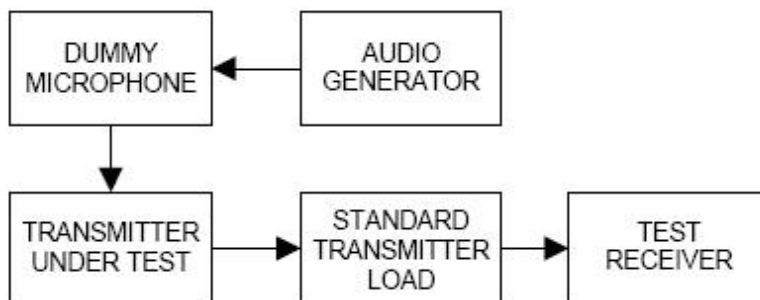 DUMMY
MICROPHONE
AUDIO
GENERATOR
TRANSMITTER
UNDER TEST
STANDARD
TRANSMITTER
LOAD
TEST
RECEIVER